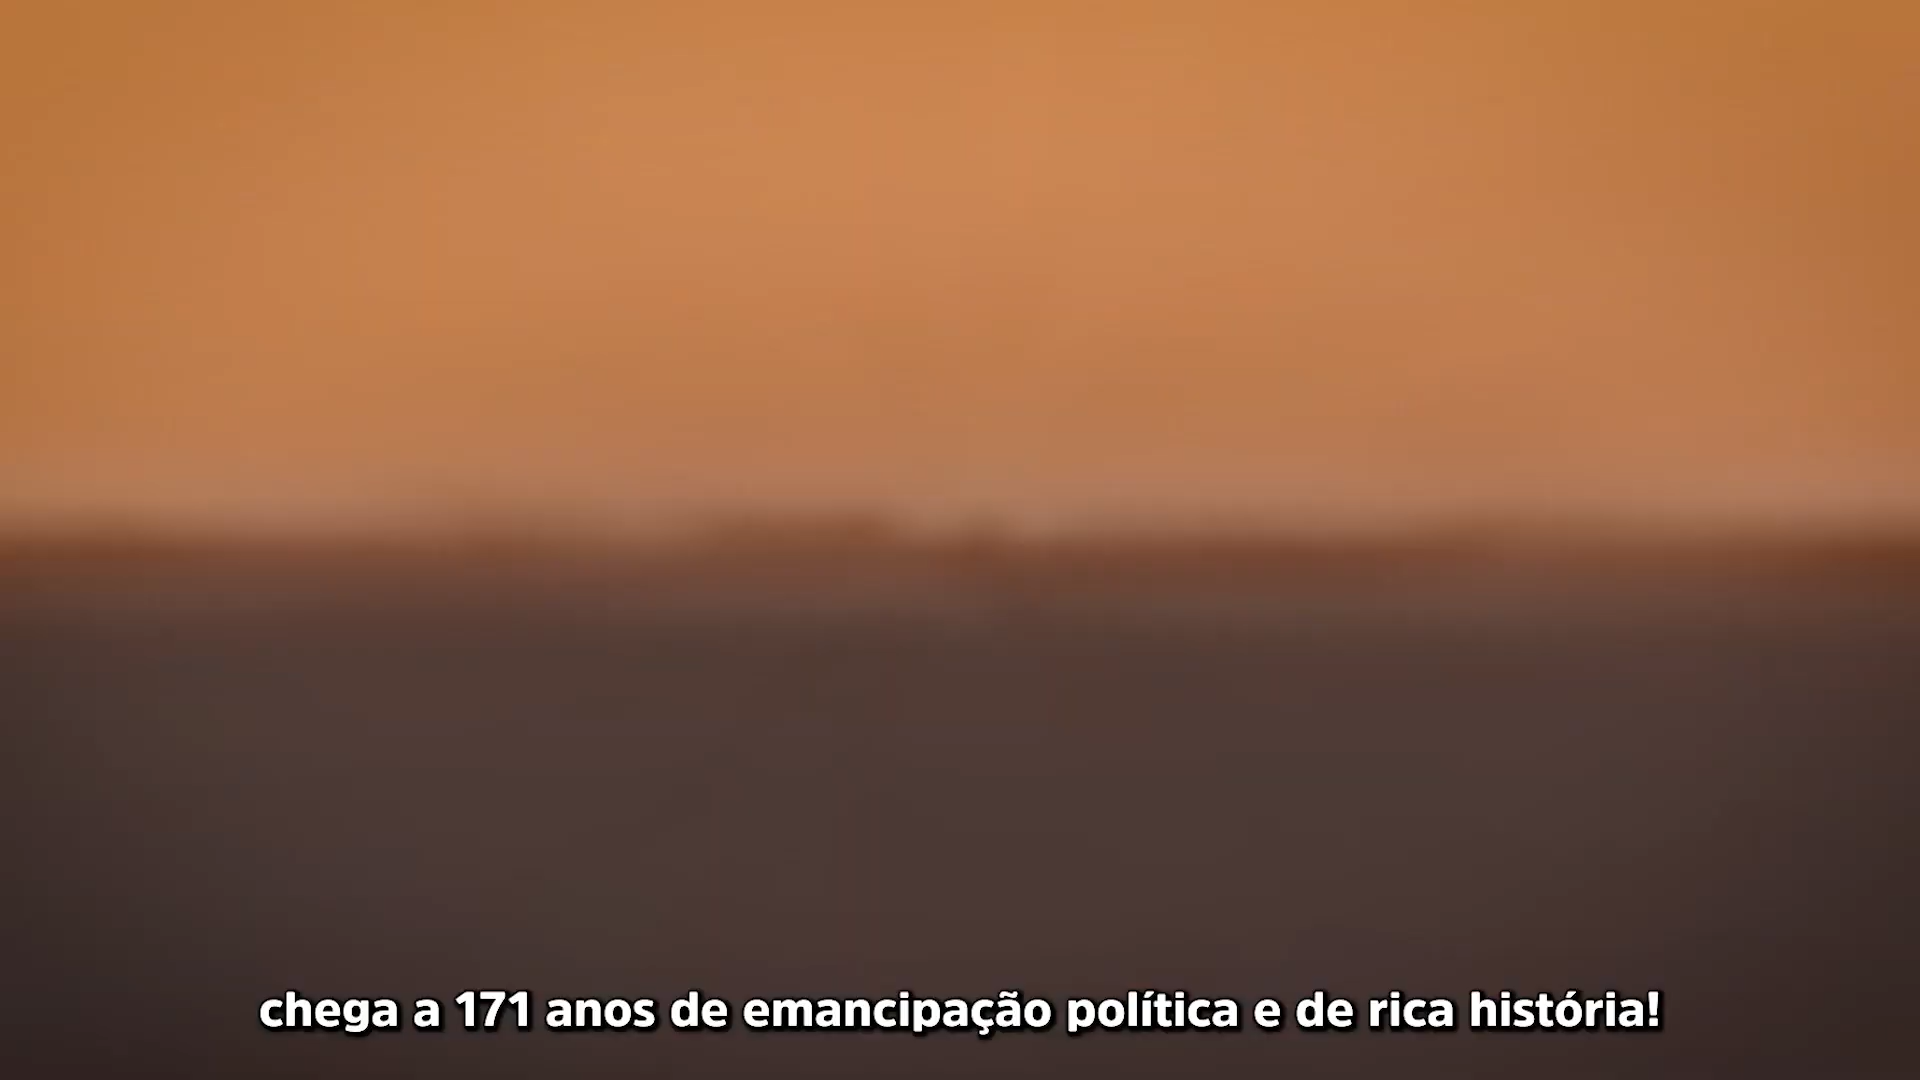 chega a 171 anos de emancipação política e de rica história!